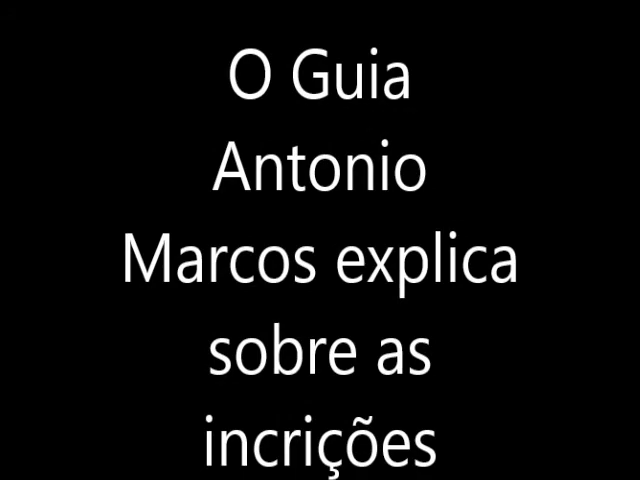 O Guia
Antonio
Marcos explica
sobre as
incrições